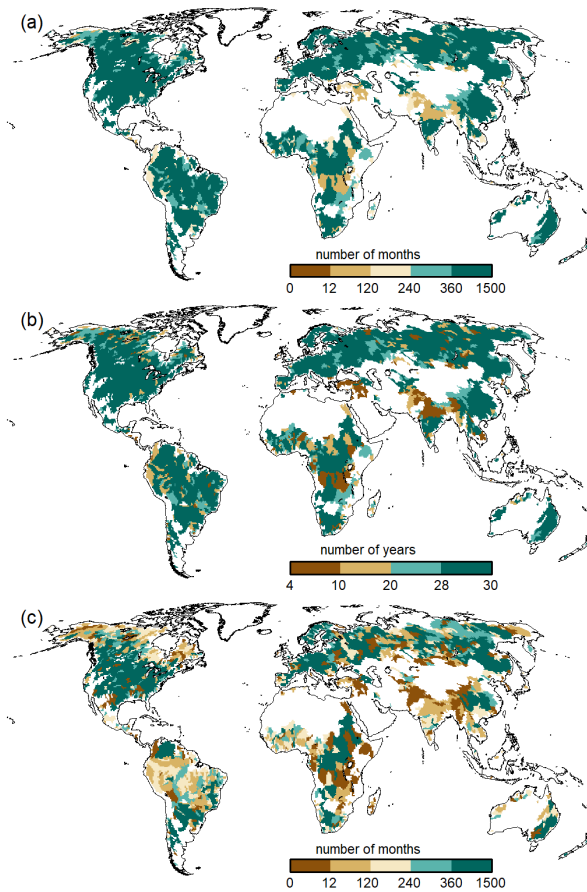 (a)
number of months
0 12 120 240 360 1500
(b)
number of years
4 10 20 28 30
(c)
number of months
0 12 120 240 360 1500